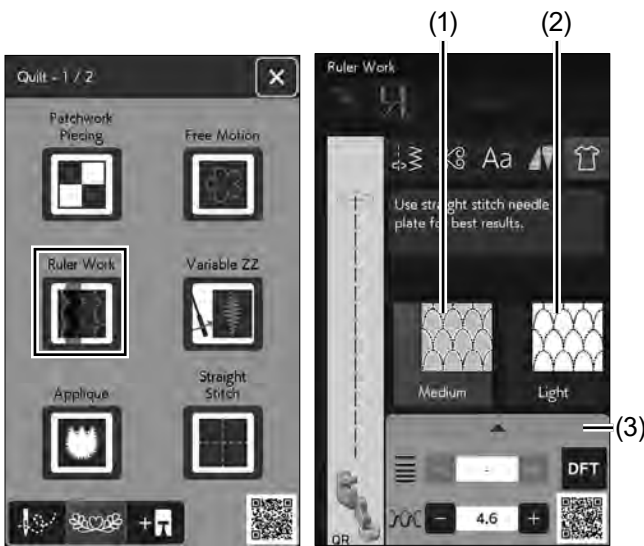 (1)
(2)
Quilt - 1 / 2
X
Patchwork
Piecing
Free Motion
Ruler Work
Variable ZZ
Applique
Straight
Stitch
Ruler Work
Aa
Use straight stitch needle
plate for best results.
Medium
Light
(3)
-
DFT
- 4.6 +
QR